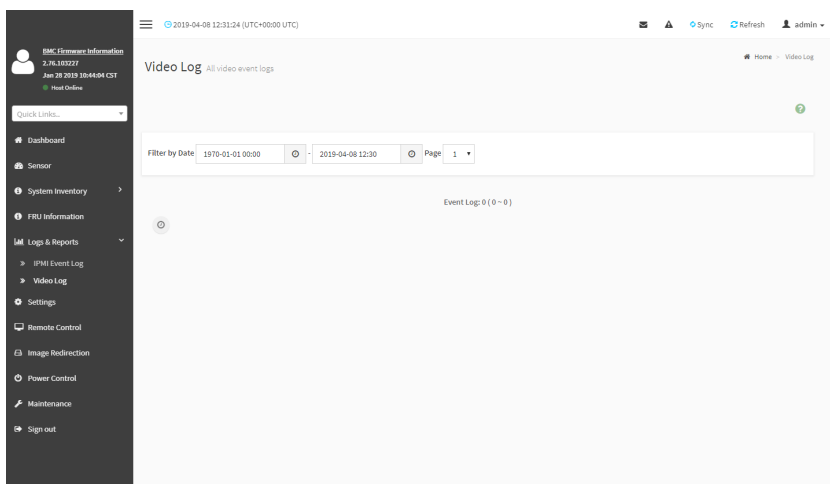 2019-04-08 12:31:24 (UTC+00:00 UTC)
Sync
Refresh
admin
BMC Firmware Information
2.76.103227
Jan 28 2019 10:44:04 CST
Host Online
Quick Links...
Dashboard
Sensor
System Inventory
FRU Information
Logs & Reports
IPMI Event Log
Video Log
Settings
Remote Control
Image Redirection
Power Control
Maintenance
Sign out
Video Log All video event logs
Home > Video Log
Filter by Date 1970-01-01 00:00 - 2019-04-08 12:30 Page 1
Event Log: 0 ( 0 ~ 0 )